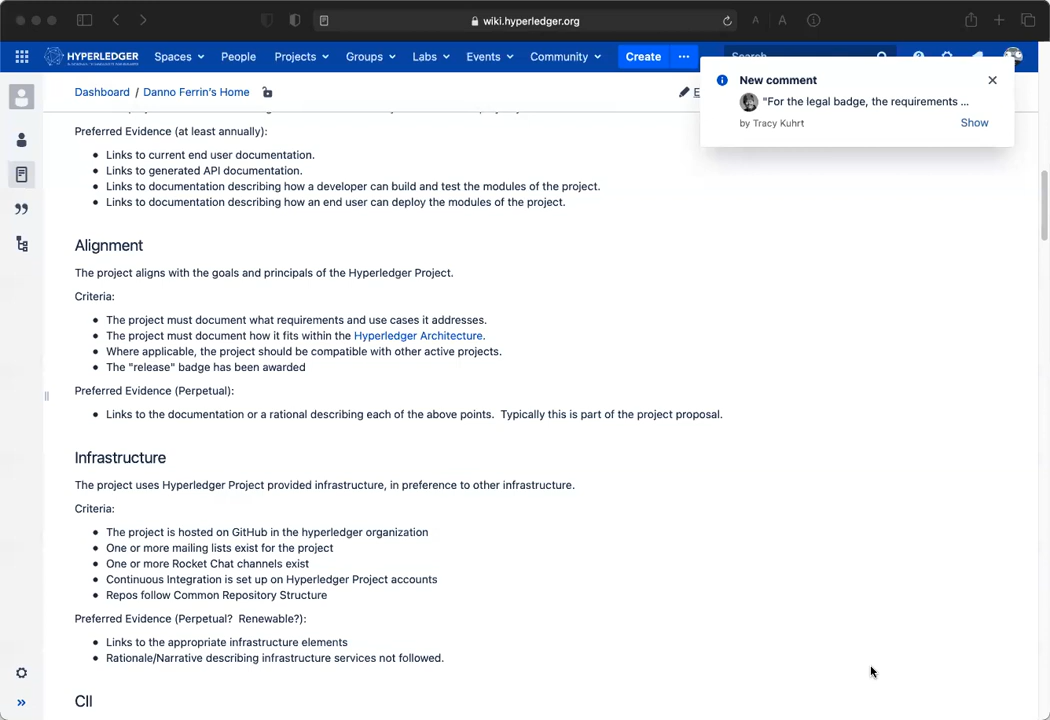 wiki.hyperledger.org
A A
HYPERLEDGER Spaces People Projects Groups Labs Events Community Create ... Search
Dashboard / Danno Ferrin's Home
New comment
"For the legal badge, the requirements ...
by Tracy Kuhrt Show
Preferred Evidence (at least annually):
Links to current end user documentation.
Links to generated API documentation.
Links to documentation describing how a developer can build and test the modules of the project.
Links to documentation describing how an end user can deploy the modules of the project.
Alignment
The project aligns with the goals and principals of the Hyperledger Project.
Criteria:
The project must document what requirements and use cases it addresses.
The project must document how it fits within the Hyperledger Architecture.
Where applicable, the project should be compatible with other active projects.
The "release" badge has been awarded
Preferred Evidence (Perpetual):
Links to the documentation or a rational describing each of the above points. Typically this is part of the project proposal.
Infrastructure
The project uses Hyperledger Project provided infrastructure, in preference to other infrastructure.
Criteria:
The project is hosted on GitHub in the hyperledger organization
One or more mailing lists exist for the project
One or more Rocket Chat channels exist
Continuous Integration is set up on Hyperledger Project accounts
Repos follow Common Repository Structure
Preferred Evidence (Perpetual? Renewable?):
Links to the appropriate infrastructure elements
Rationale/Narrative describing infrastructure services not followed.
CII